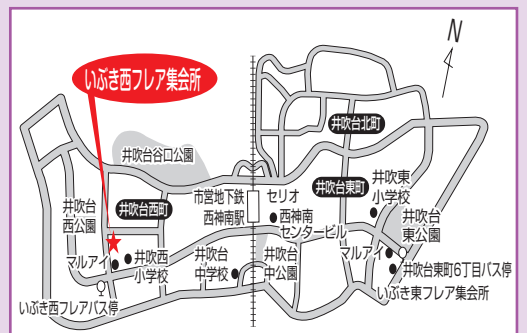 N
いぶき西フレア集会所
井吹台北町
井吹台谷口公園
井吹台
西公園
井吹台西町
市営地下鉄
西神南駅
セリオ
西神南
センタービル
井吹台東町
井吹東
小学校
井吹台
東公園
マルアイ
井吹西
小学校
井吹台
中学校
井吹台
中公園
マルアイ
井吹台東町6丁目バス停
いぶき東フレア集会所
いぶき西フレアバス停